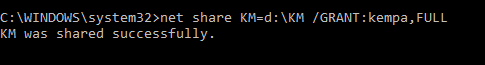 C:\WINDOWS\system32>net share KM=d:\KM /GRANT:kempa,FULL
KM was shared successfully.